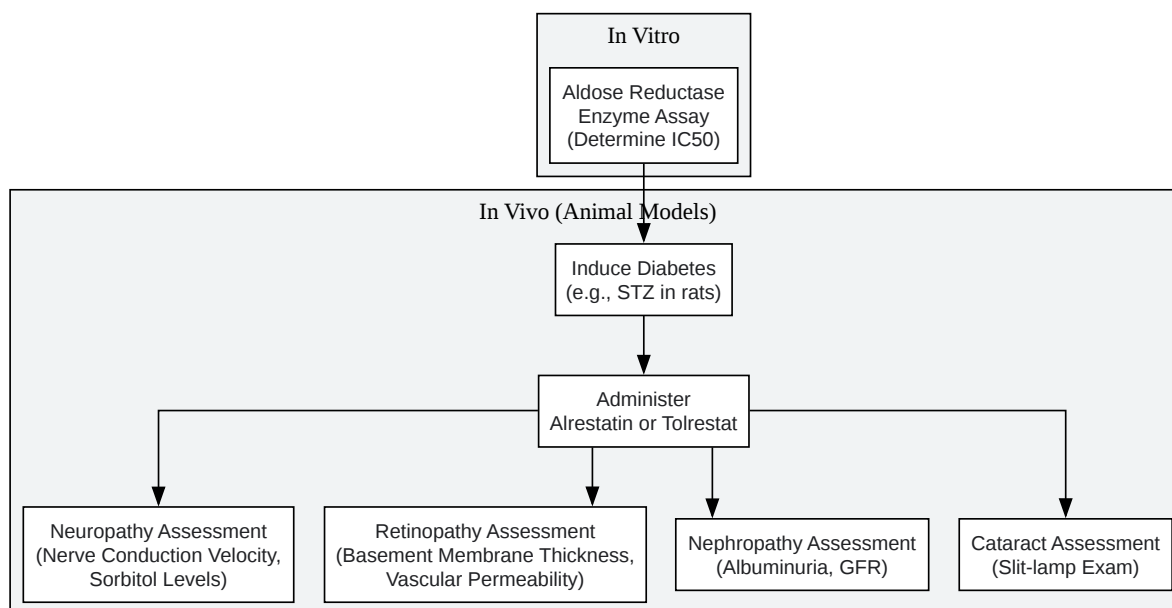 In Vitro
Aldose Reductase
Enzyme Assay
(Determine IC50)
In Vivo (Animal Models)
Induce Diabetes
(e.g., STZ in rats)
Administer
Alrestatin or Tolrestat
Neuropathy Assessment
(Nerve Conduction Velocity,
Sorbitol Levels)
Retinopathy Assessment
(Basement Membrane Thickness,
Vascular Permeability)
Nephropathy Assessment
(Albuminuria, GFR)
Cataract Assessment
(Slit-lamp Exam)